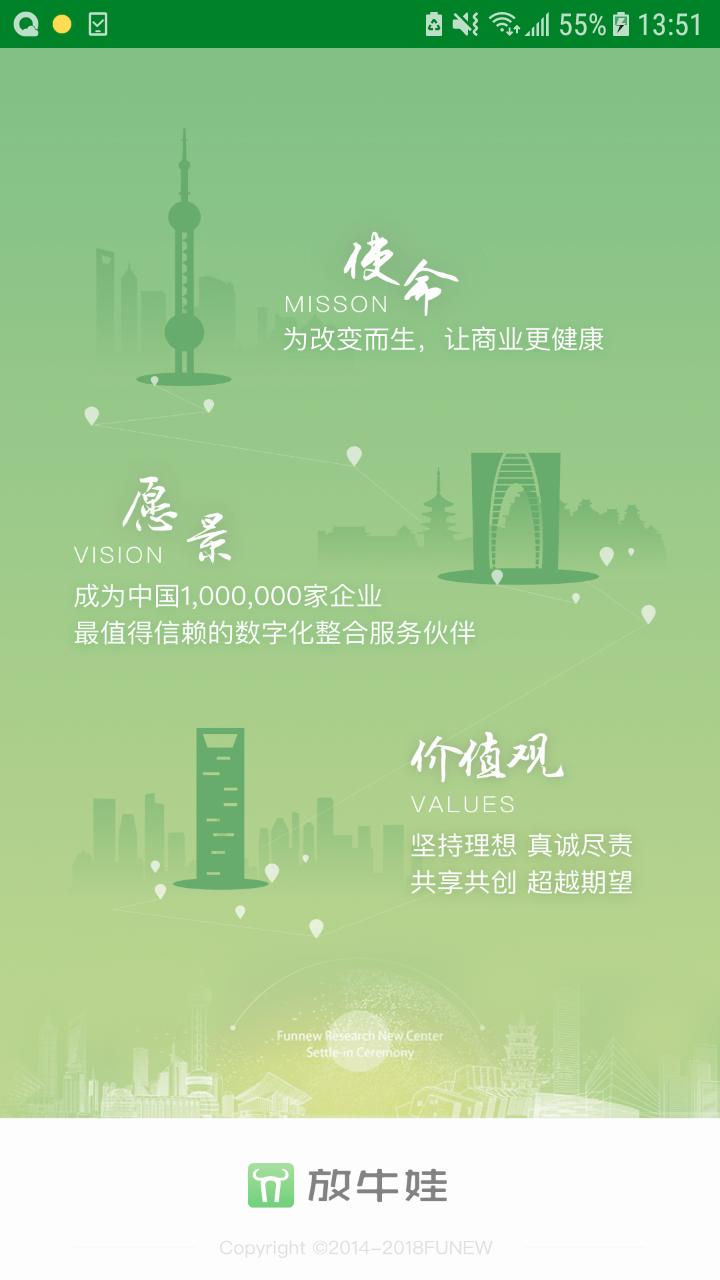 55% 13:51
使命
MISSON
为改变而生，让商业更健康
愿景
VISION
成为中国1,000,000家企业
最值得信赖的数字化整合服务伙伴
价值观
VALUES
坚持理想 真诚尽责
共享共创 超越期望
Funnew Research New Center
Settle-in Ceremony
放牛娃
Copyright ©2014-2018FUNEW